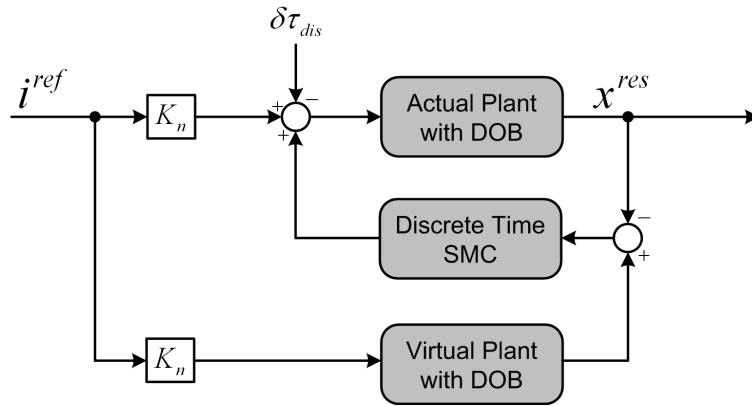 δτ_dis
i^ref
x^res
K_n
+
−
+
Actual Plant
with DOB
Discrete Time
SMC
−
+
K_n
Virtual Plant
with DOB